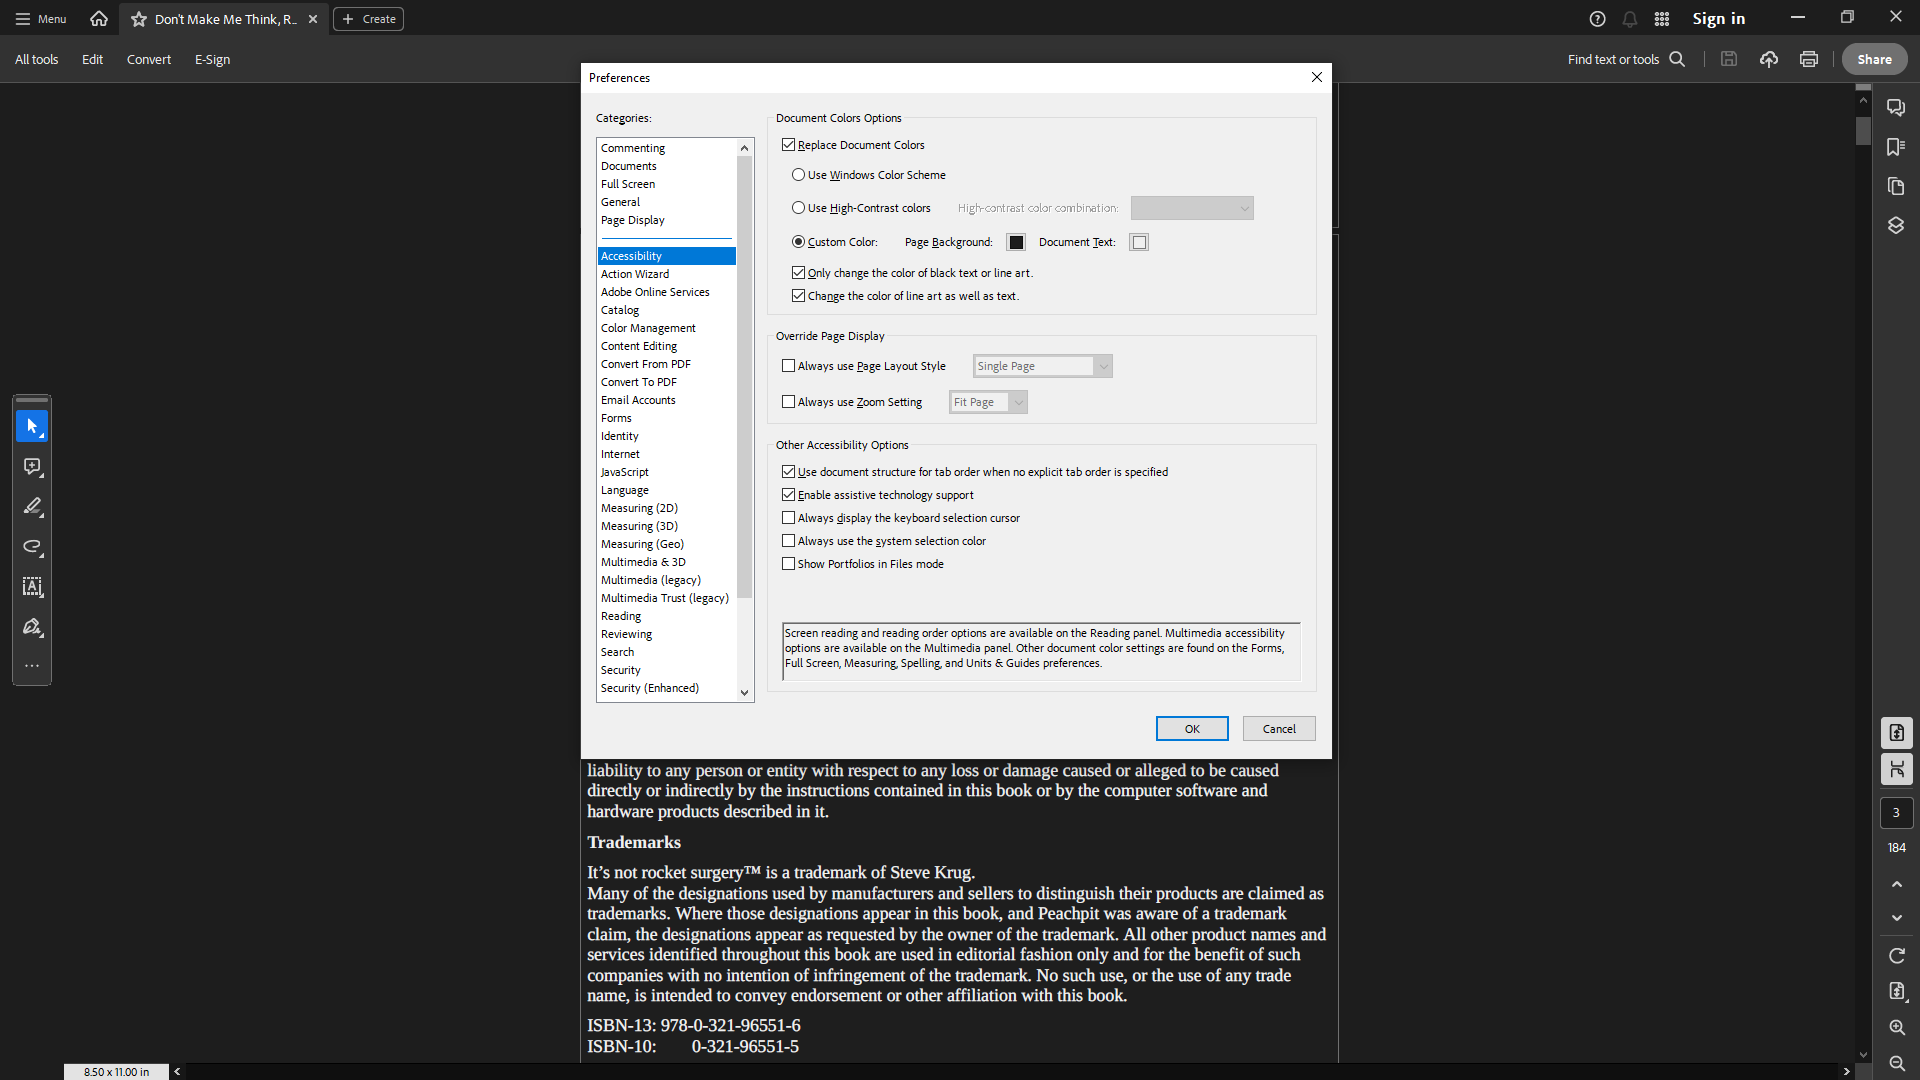 Menu
Don't Make Me Think, R..
Create
Sign in
All tools
Edit
Convert
E-Sign
Find text or tools
Share
Preferences
Categories:
Commenting
Documents
Full Screen
General
Page Display
Accessibility
Action Wizard
Adobe Online Services
Catalog
Color Management
Content Editing
Convert From PDF
Convert To PDF
Email Accounts
Forms
Identity
Internet
JavaScript
Language
Measuring (2D)
Measuring (3D)
Measuring (Geo)
Multimedia & 3D
Multimedia (legacy)
Multimedia Trust (legacy)
Reading
Reviewing
Search
Security
Security (Enhanced)
Document Colors Options
Replace Document Colors
Use Windows Color Scheme
Use High-Contrast colors High-contrast color combination:
Custom Color: Page Background: Document Text:
Only change the color of black text or line art.
Change the color of line art as well as text.
Override Page Display
Always use Page Layout Style Single Page
Always use Zoom Setting Fit Page
Other Accessibility Options
Use document structure for tab order when no explicit tab order is specified
Enable assistive technology support
Always display the keyboard selection cursor
Always use the system selection color
Show Portfolios in Files mode
Screen reading and reading order options are available on the Reading panel. Multimedia accessibility
options are available on the Multimedia panel. Other document color settings are found on the Forms,
Full Screen, Measuring, Spelling, and Units & Guides preferences.
OK
Cancel
liability to any person or entity with respect to any loss or damage caused or alleged to be caused
directly or indirectly by the instructions contained in this book or by the computer software and
hardware products described in it.
Trademarks
It’s not rocket surgery™ is a trademark of Steve Krug.
Many of the designations used by manufacturers and sellers to distinguish their products are claimed as
trademarks. Where those designations appear in this book, and Peachpit was aware of a trademark
claim, the designations appear as requested by the owner of the trademark. All other product names and
services identified throughout this book are used in editorial fashion only and for the benefit of such
companies with no intention of infringement of the trademark. No such use, or the use of any trade
name, is intended to convey endorsement or other affiliation with this book.
ISBN-13: 978-0-321-96551-6
ISBN-10: 0-321-96551-5
3
184
8.50 x 11.00 in